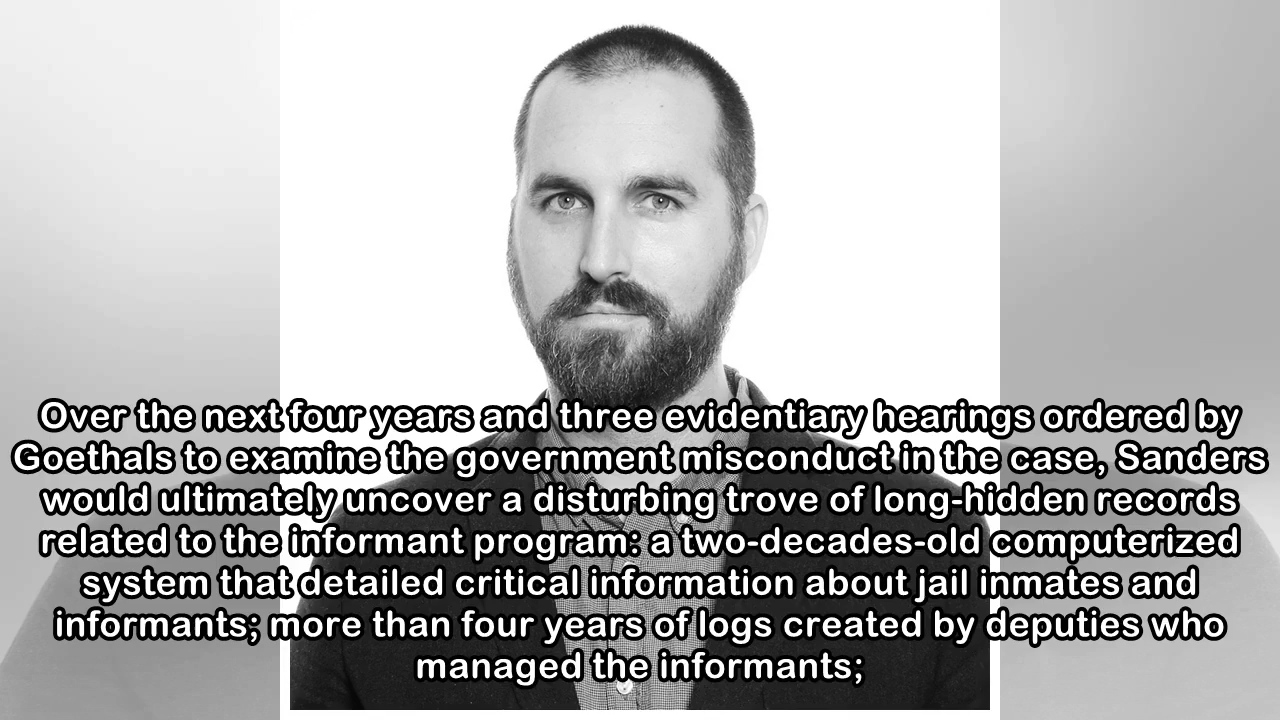 Over the next four years and three evidentiary hearings ordered by
Goethals to examine the government misconduct in the case, Sanders
would ultimately uncover a disturbing trove of long-hidden records
related to the informant program: a two-decades-old computerized
system that detailed critical information about jail inmates and
informants; more than four years of logs created by deputies who
managed the informants;